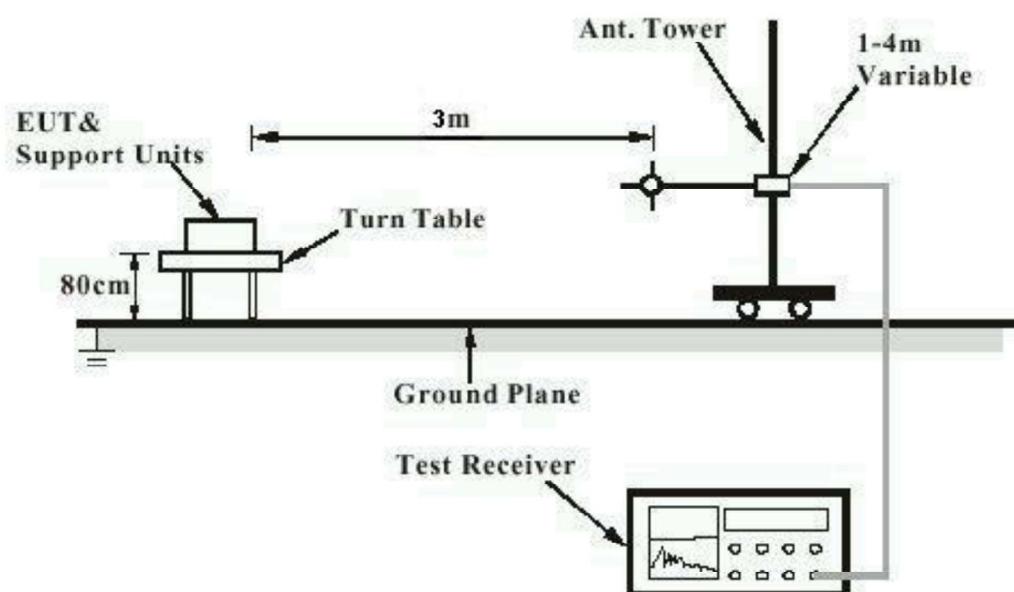 Ant. Tower
1-4m
Variable
3m
EUT&
Support Units
Turn Table
80cm
Ground Plane
Test Receiver